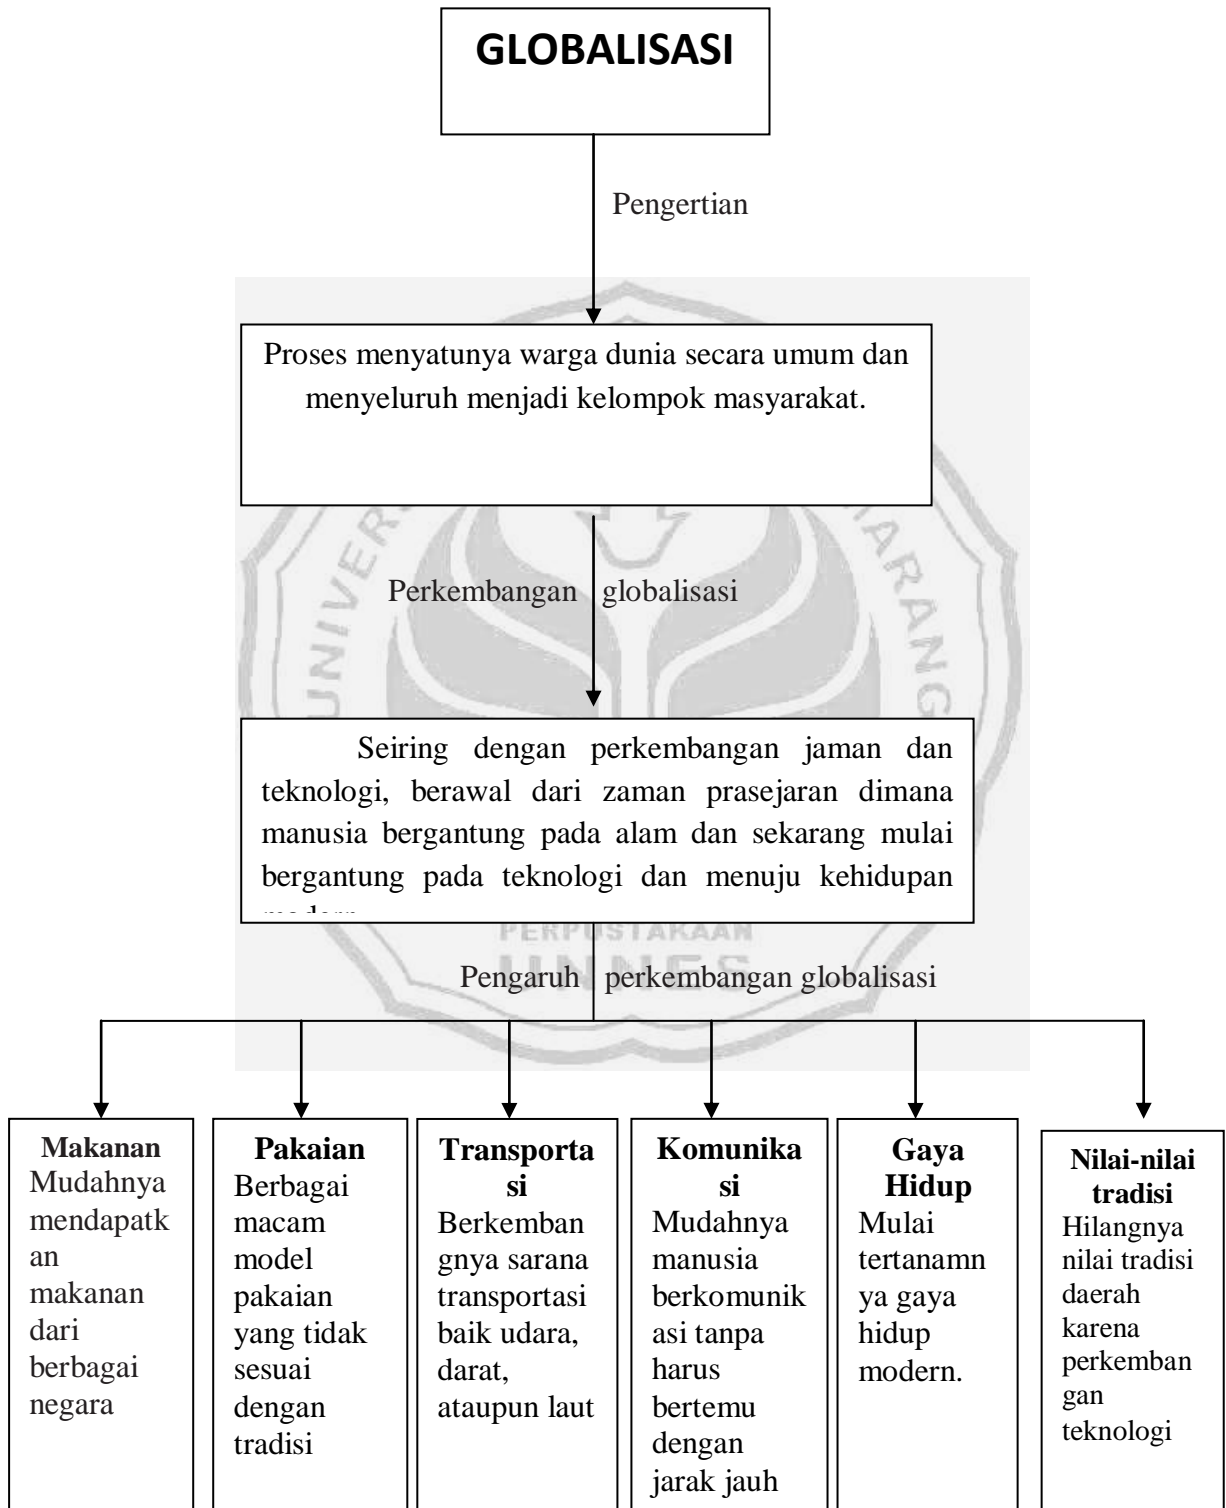 GLOBALISASI
Pengertian
Proses menyatunya warga dunia secara umum dan
menyeluruh menjadi kelompok masyarakat.
Perkembangan globalisasi
Seiring dengan perkembangan jaman dan
teknologi, berawal dari zaman prasejaran dimana
manusia bergantung pada alam dan sekarang mulai
bergantung pada teknologi dan menuju kehidupan
PERPUSTAKAAN
UNNES
Pengaruh perkembangan globalisasi
Makanan
Mudahnya
mendapatk
an
makanan
dari
berbagai
negara
Pakaian
Berbagai
macam
model
pakaian
yang tidak
sesuai
dengan
tradisi
Transporta
si
Berkemban
gnya sarana
transportasi
baik udara,
darat,
ataupun laut
Komunika
si
Mudahnya
manusia
berkomunik
asi tanpa
harus
bertemu
dengan
jarak jauh
Gaya
Hidup
Mulai
tertanamn
ya gaya
hidup
modern.
Nilai-nilai
tradisi
Hilangnya
nilai tradisi
daerah
karena
perkemban
gan
teknologi